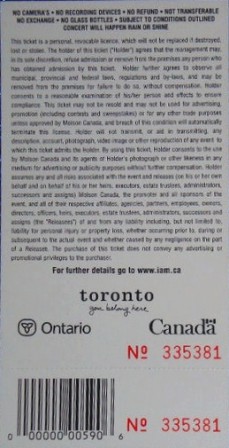 NO CAMERA'S • NO RECORDING DEVICES • NO REFUND • NOT TRANSFERABLE
NO EXCHANGE • NO GLASS BOTTLES • SUBJECT TO CONDITIONS OUTLINED
CONCERT WILL HAPPEN RAIN OR SHINE
This ticket is a personal, revocable licence, which will not be replaced if destroyed,
lost or stolen. The holder of this ticket ("Holder") agrees that the management may,
in its sole discretion, refuse admission or remove from the premises any person who
has obtained admission by this ticket. Holder further agrees to observe all
municipal, provincial and federal laws, regulations and by-laws, and may be
removed from the premises for failure to do so, without compensation. Holder
consents to a reasonable examination of his/her person and effects to ensure
compliance. This ticket may not be resold and may not be used for advertising,
promotion (including contests and sweepstakes) or for any other trade purposes
unless approved by Molson Canada, and breach of this condition will automatically
terminate this license. Holder will not transmit, or aid in transmitting, any
description, account, photograph, video image or other reproduction of any event to
which this ticket admits the Holder. By using this ticket, Holder consents to the use
by Molson Canada and its agents of Holder's photograph or other likeness in any
medium for advertising or publicity purposes without further compensation. Holder
assumes any and all risks associated with the event and releases (on his or her own
behalf and on behalf of his or her heirs, executors, estate trustees, administrators,
successors and assigns) Molson Canada, the promoter and all sponsors of the
event, and all of their respective affiliates, agencies, partners, employees, owners,
directors, officers, heirs, executors, estate trustees, administrators, successors and
assigns (the "Releasees") of and from any liability including, but not limited to,
liability for personal injury or property loss, whether occurring prior to, during or
subsequent to the actual event and whether caused by any negligence on the part
of a Releasee. The purchase of this ticket does not convey any advertising or
promotional privileges to the purchaser.
For further details go to www.iam.ca
toronto
you belong here
Ontario Canada
Nº 335381
Nº 335381
0 00000 00590 6